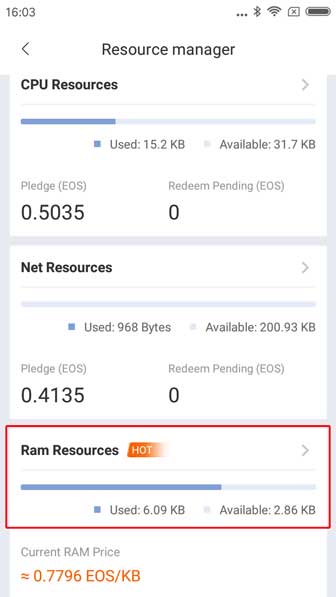 16:03
Resource manager
CPU Resources
Used: 15.2 KB Available: 31.7 KB
Pledge (EOS) Redeem Pending (EOS)
0.5035 0
Net Resources
Used: 968 Bytes Available: 200.93 KB
Pledge (EOS) Redeem Pending (EOS)
0.4135 0
Ram Resources HOT
Used: 6.09 KB Available: 2.86 KB
Current RAM Price
≈ 0.7796 EOS/KB